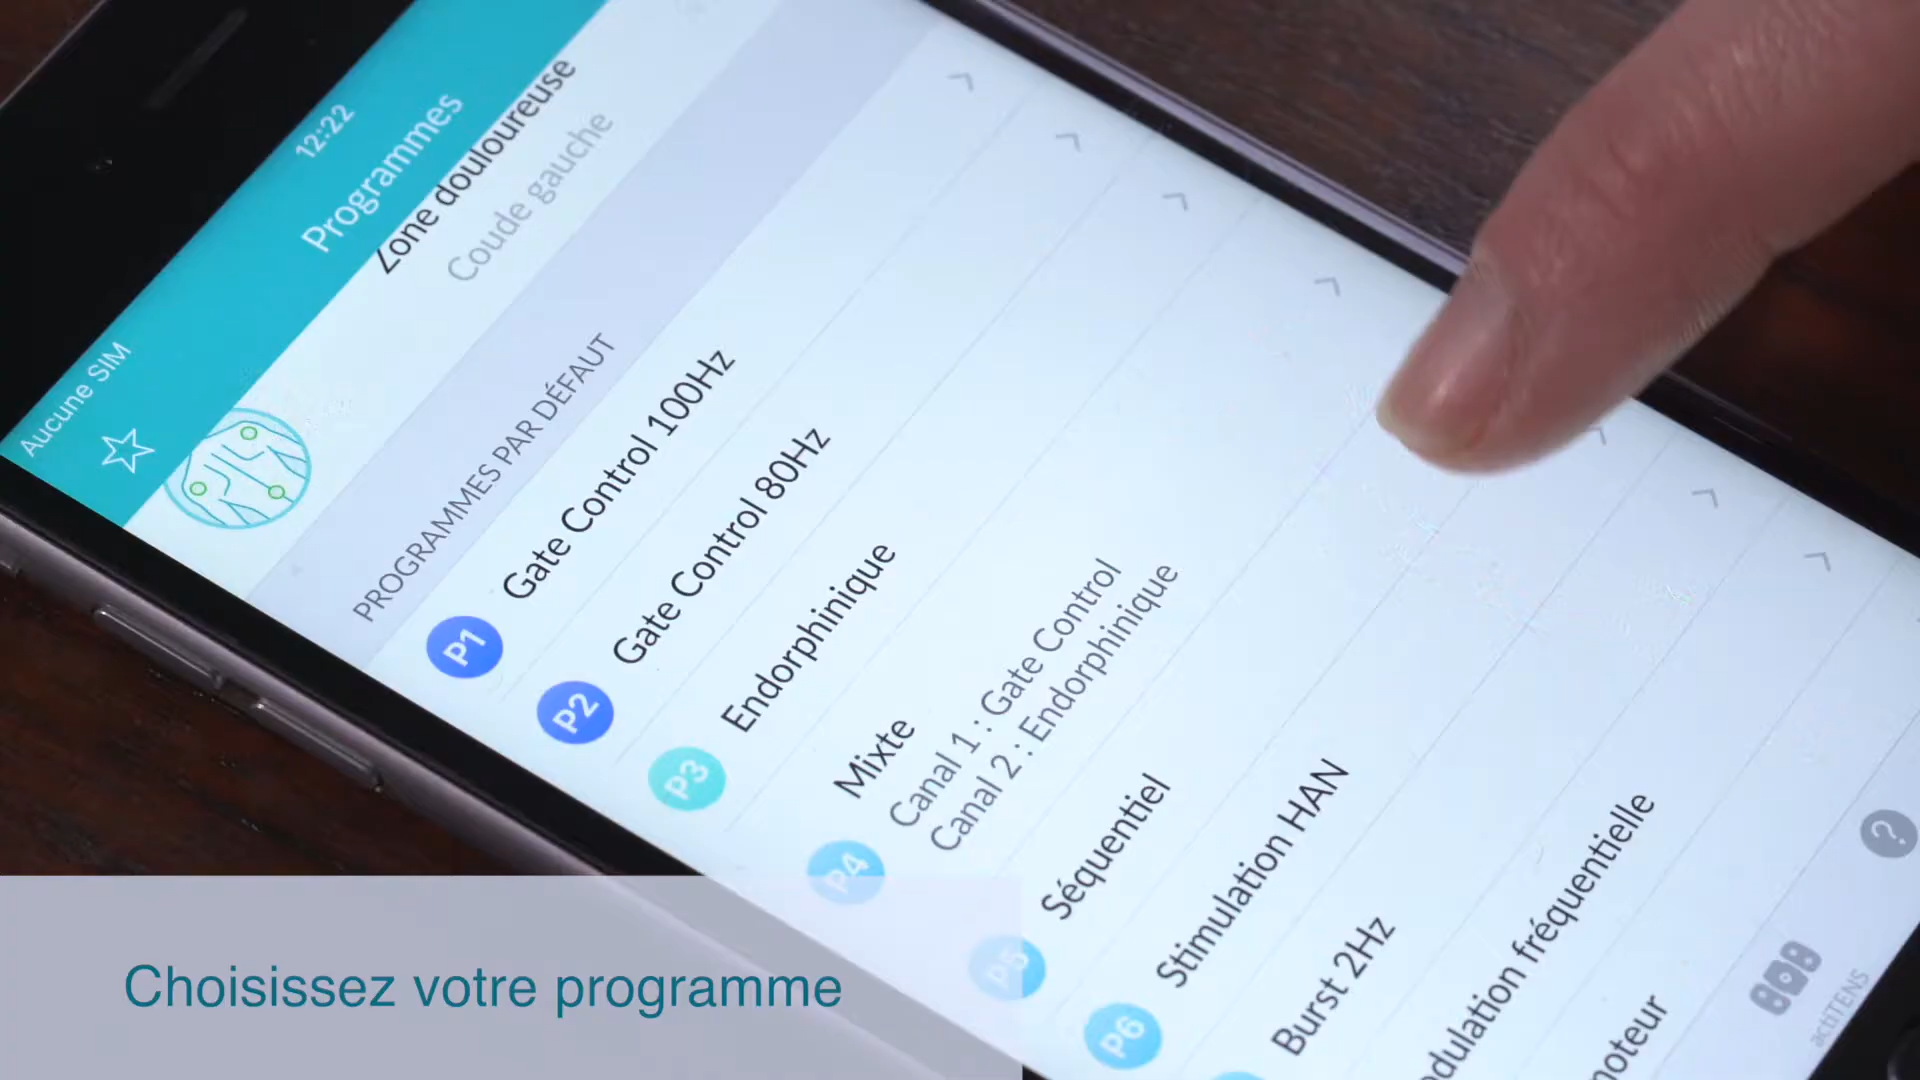 Aucune SIM
12:22
Programmes
Zone douloureuse
Coude gauche
PROGRAMMES PAR DÉFAUT
P1
Gate Control 100Hz
P2
Gate Control 80Hz
P3
Endorphinique
P4
Mixte
Canal 1 : Gate Control
Canal 2 : Endorphinique
P5
Séquentiel
P6
Stimulation HAN
Burst 2Hz
fréquentielle
?
actiTENS
Choisissez votre programme